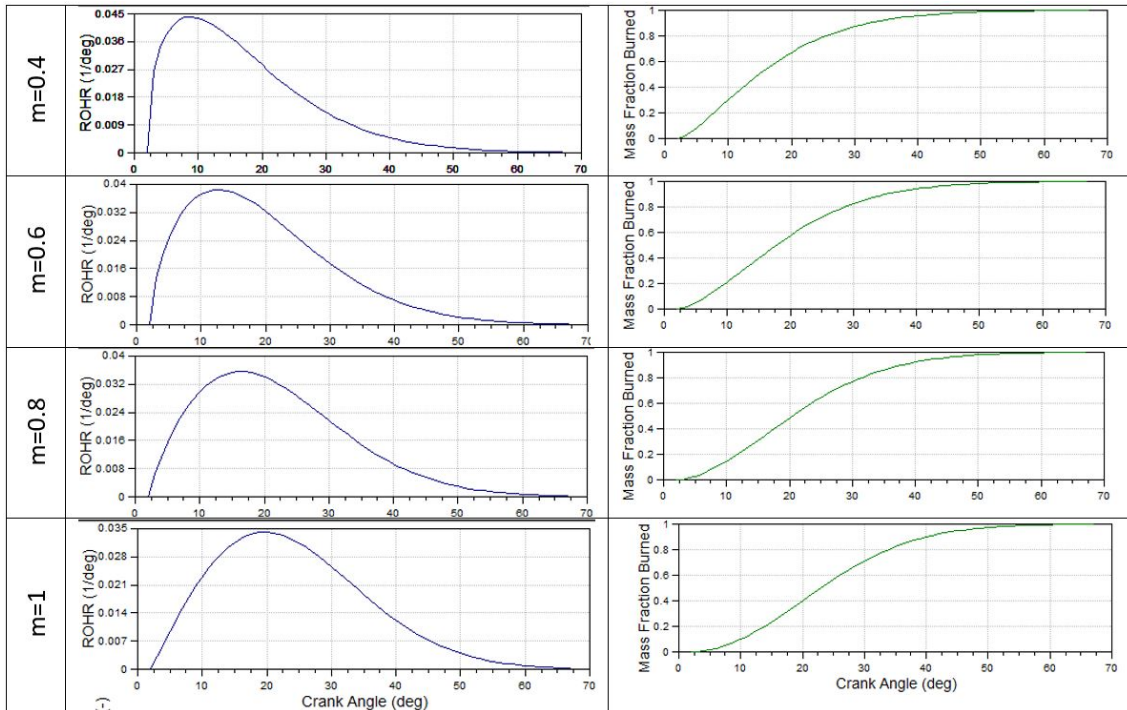 m=0.4
ROHR (1/deg)
0.045
0.036
0.027
0.018
0.009
0
0 10 20 30 40 50 60 70
Mass Fraction Burned
1
0.8
0.6
0.4
0.2
0
0 10 20 30 40 50 60 70
m=0.6
ROHR (1/deg)
0.04
0.032
0.024
0.016
0.008
0
0 10 20 30 40 50 60 70
Mass Fraction Burned
1
0.8
0.6
0.4
0.2
0
0 10 20 30 40 50 60 70
m=0.8
ROHR (1/deg)
0.04
0.032
0.024
0.016
0.008
0
0 10 20 30 40 50 60 70
Mass Fraction Burned
1
0.8
0.6
0.4
0.2
0
0 10 20 30 40 50 60 70
m=1
ROHR (1/deg)
0.035
0.028
0.021
0.014
0.007
0
0 10 20 30 40 50 60 70
Crank Angle (deg)
(-)
Mass Fraction Burned
1
0.8
0.6
0.4
0.2
0
0 10 20 30 40 50 60 70
Crank Angle (deg)